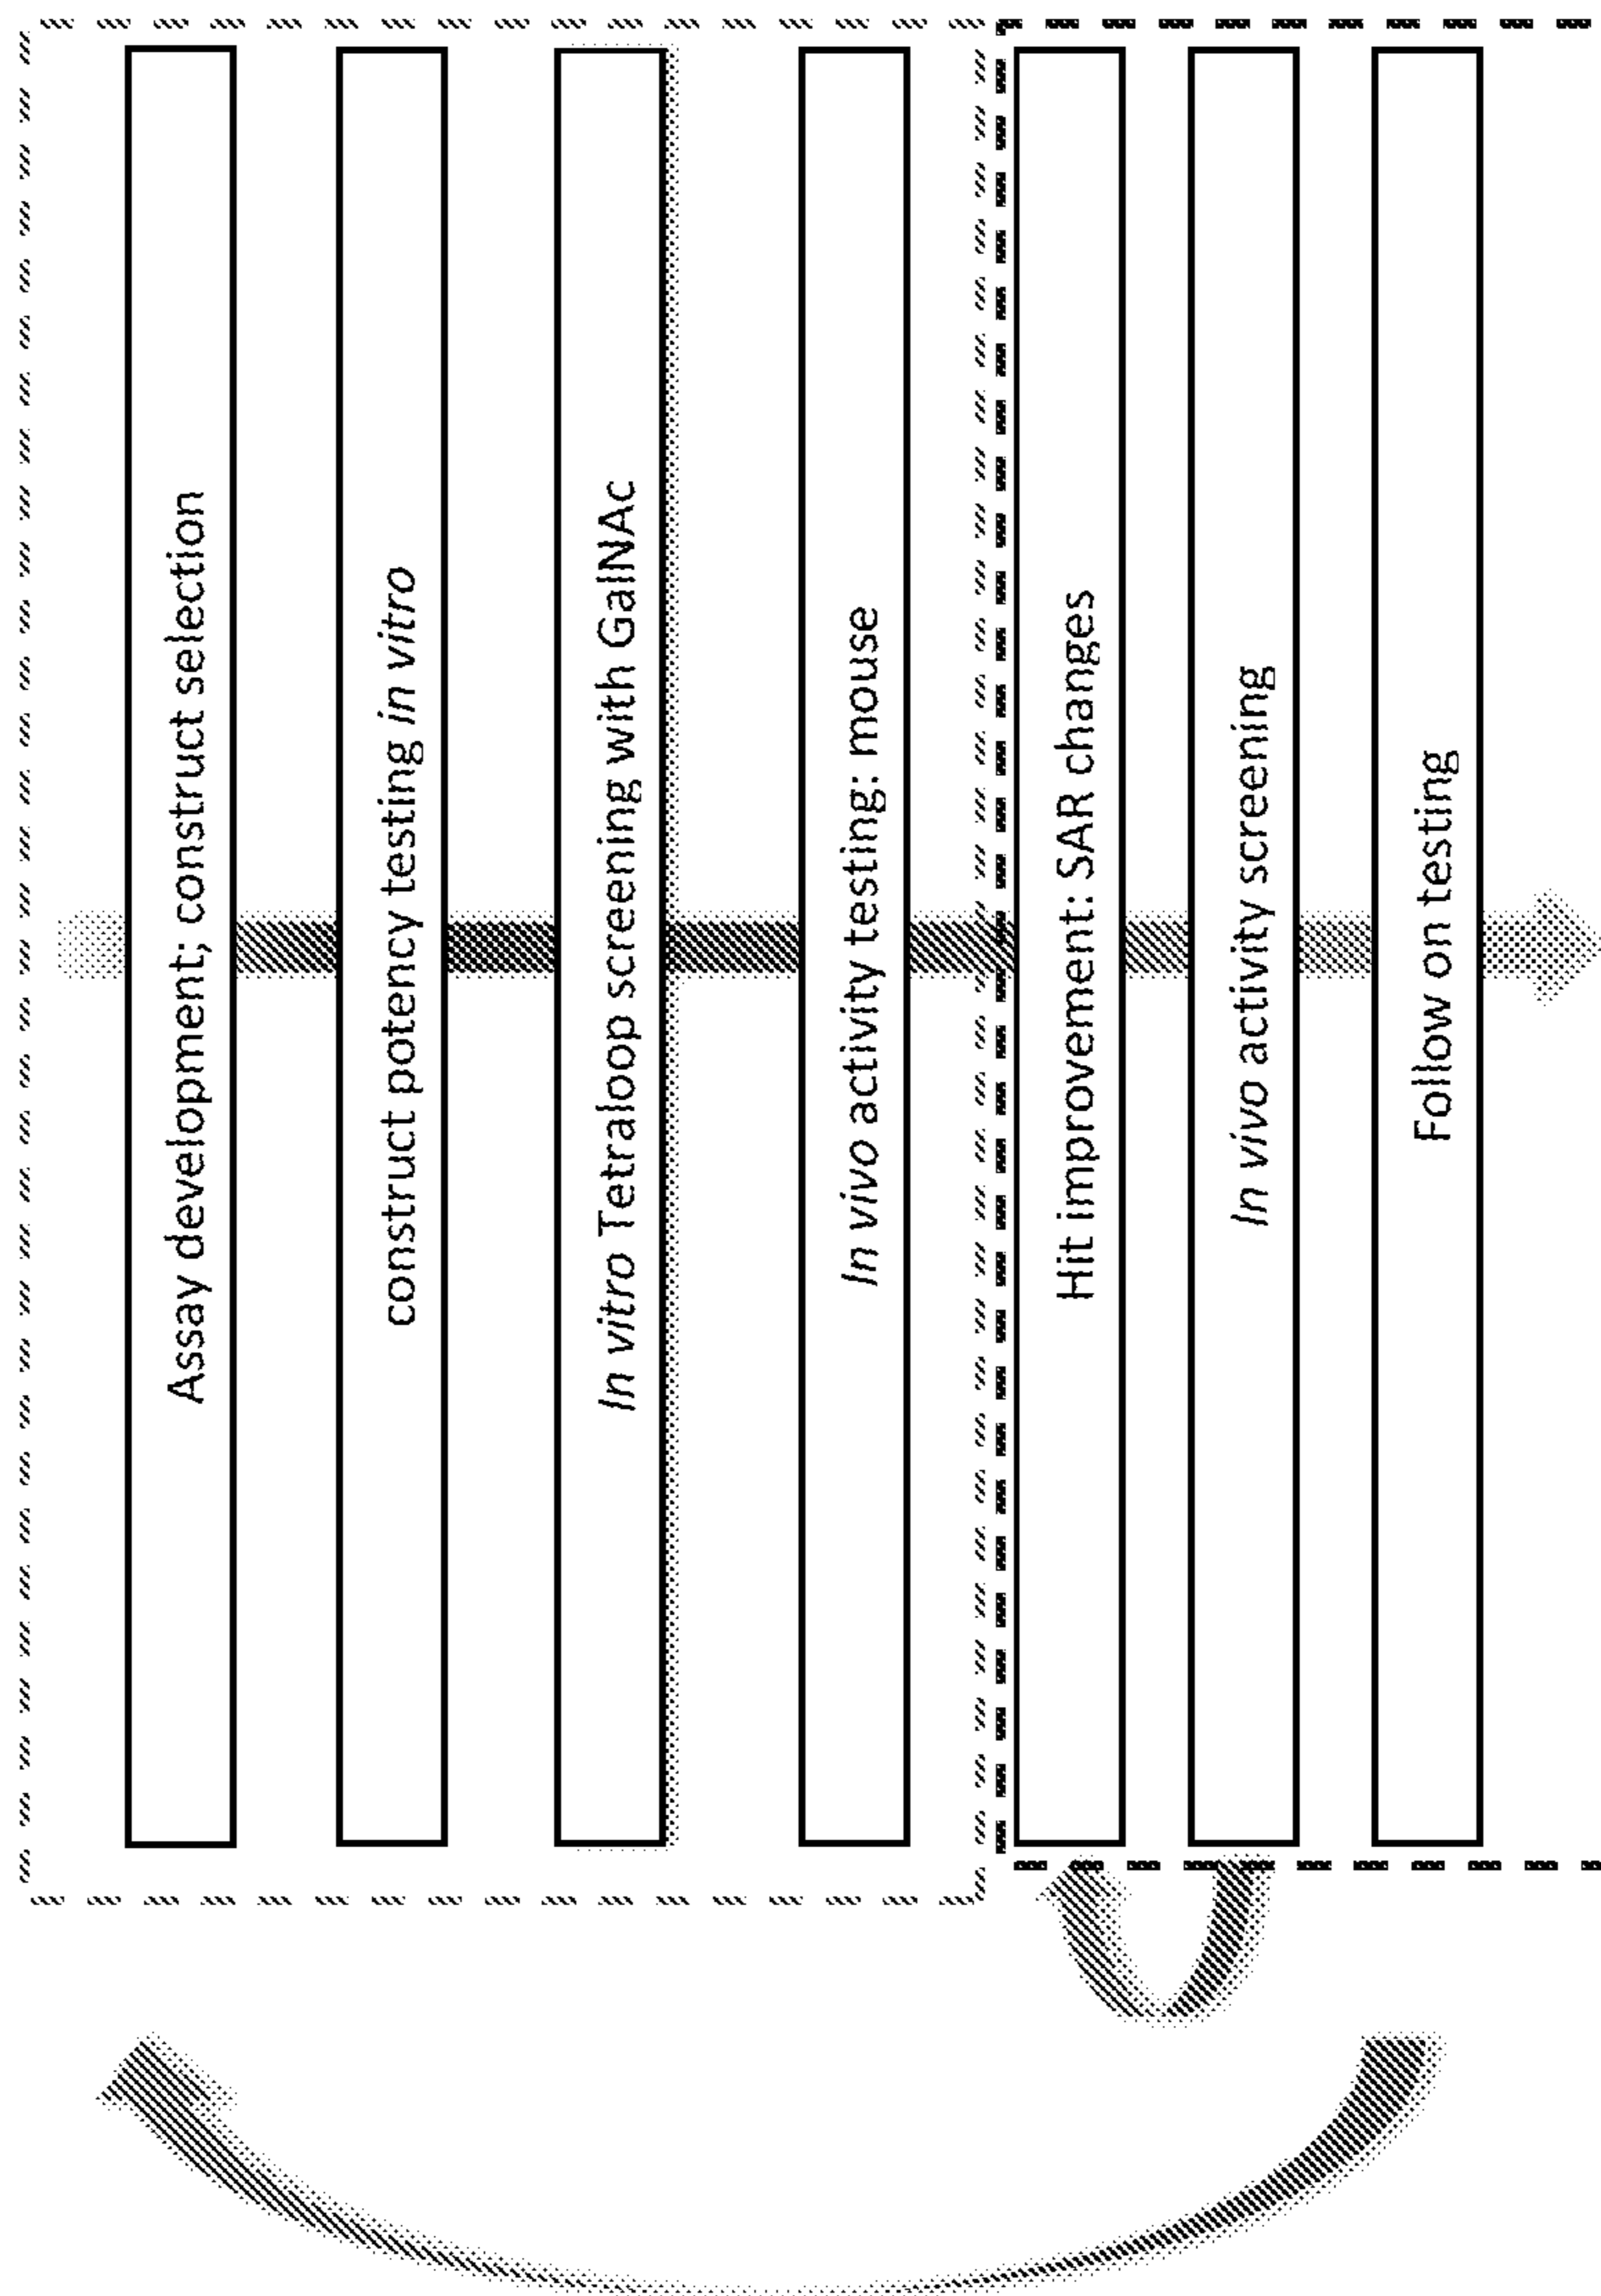 Assay development; construct selection
construct potency testing in vitro
In vitro Tetraloop screening with GalNAc
In vivo activity testing: mouse
Hit improvement: SAR changes
In vivo activity screening
Follow on testing